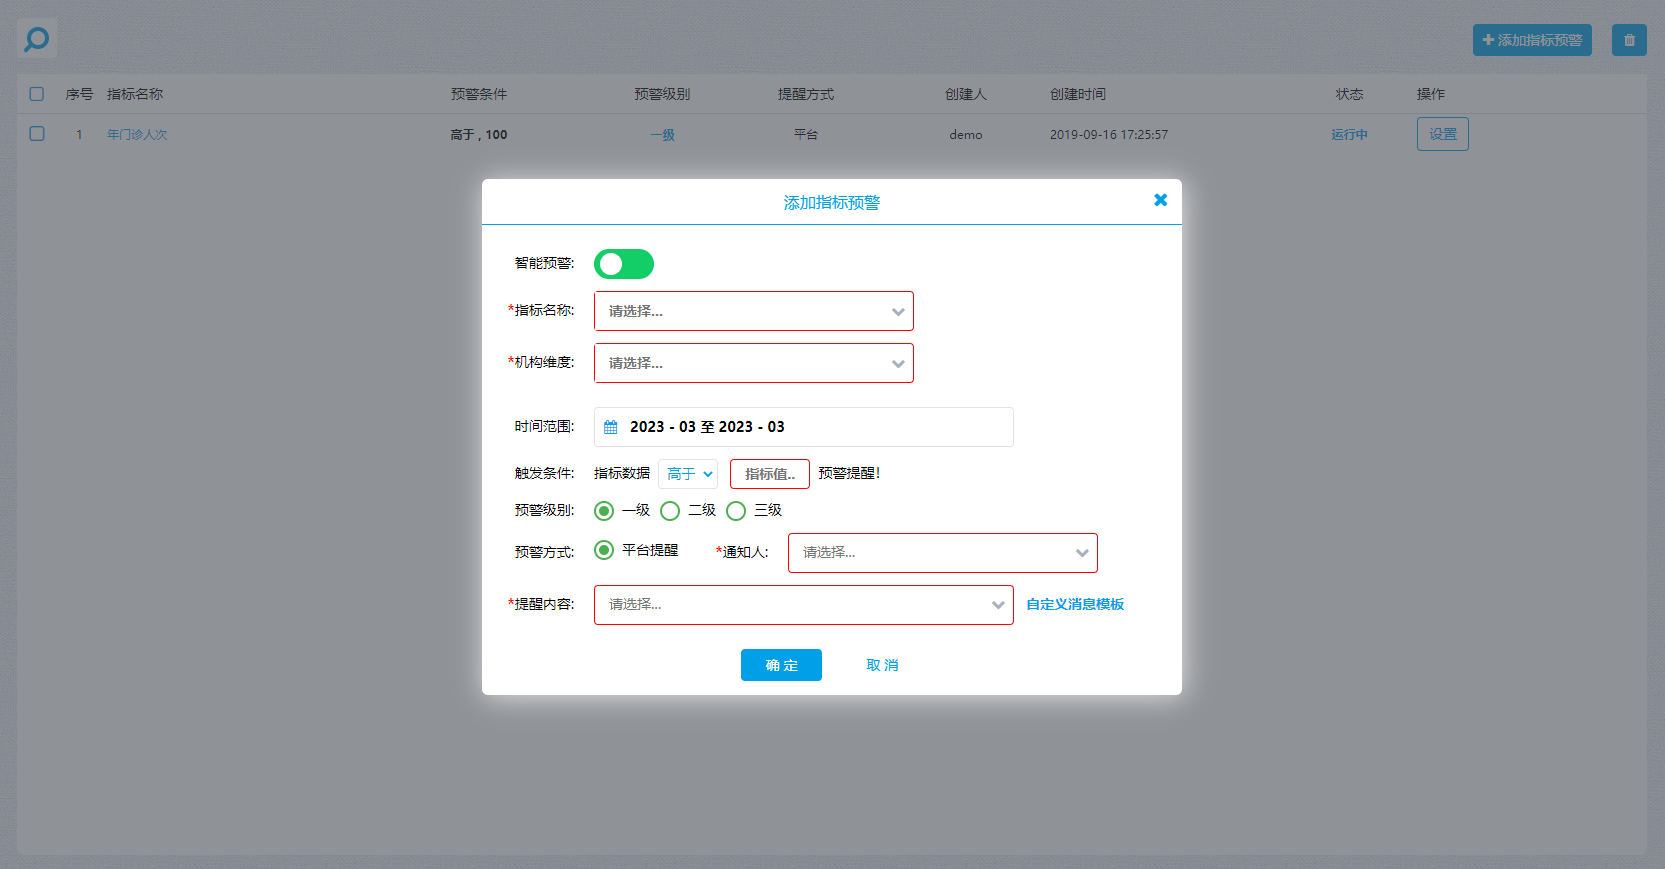 添加指标预警
序号 指标名称 预警条件 预警级别 提醒方式 创建人 创建时间 状态 操作
1 年门诊人次 高于 , 100 一级 平台 demo 2019-09-16 17:25:57 运行中 设置
添加指标预警
智能预警:
*指标名称: 请选择...
*机构维度: 请选择...
时间范围: 2023 - 03 至 2023 - 03
触发条件: 指标数据 高于 指标值.. 预警提醒!
预警级别: 一级 二级 三级
预警方式: 平台提醒 *通知人: 请选择...
*提醒内容: 请选择... 自定义消息模板
确 定 取 消